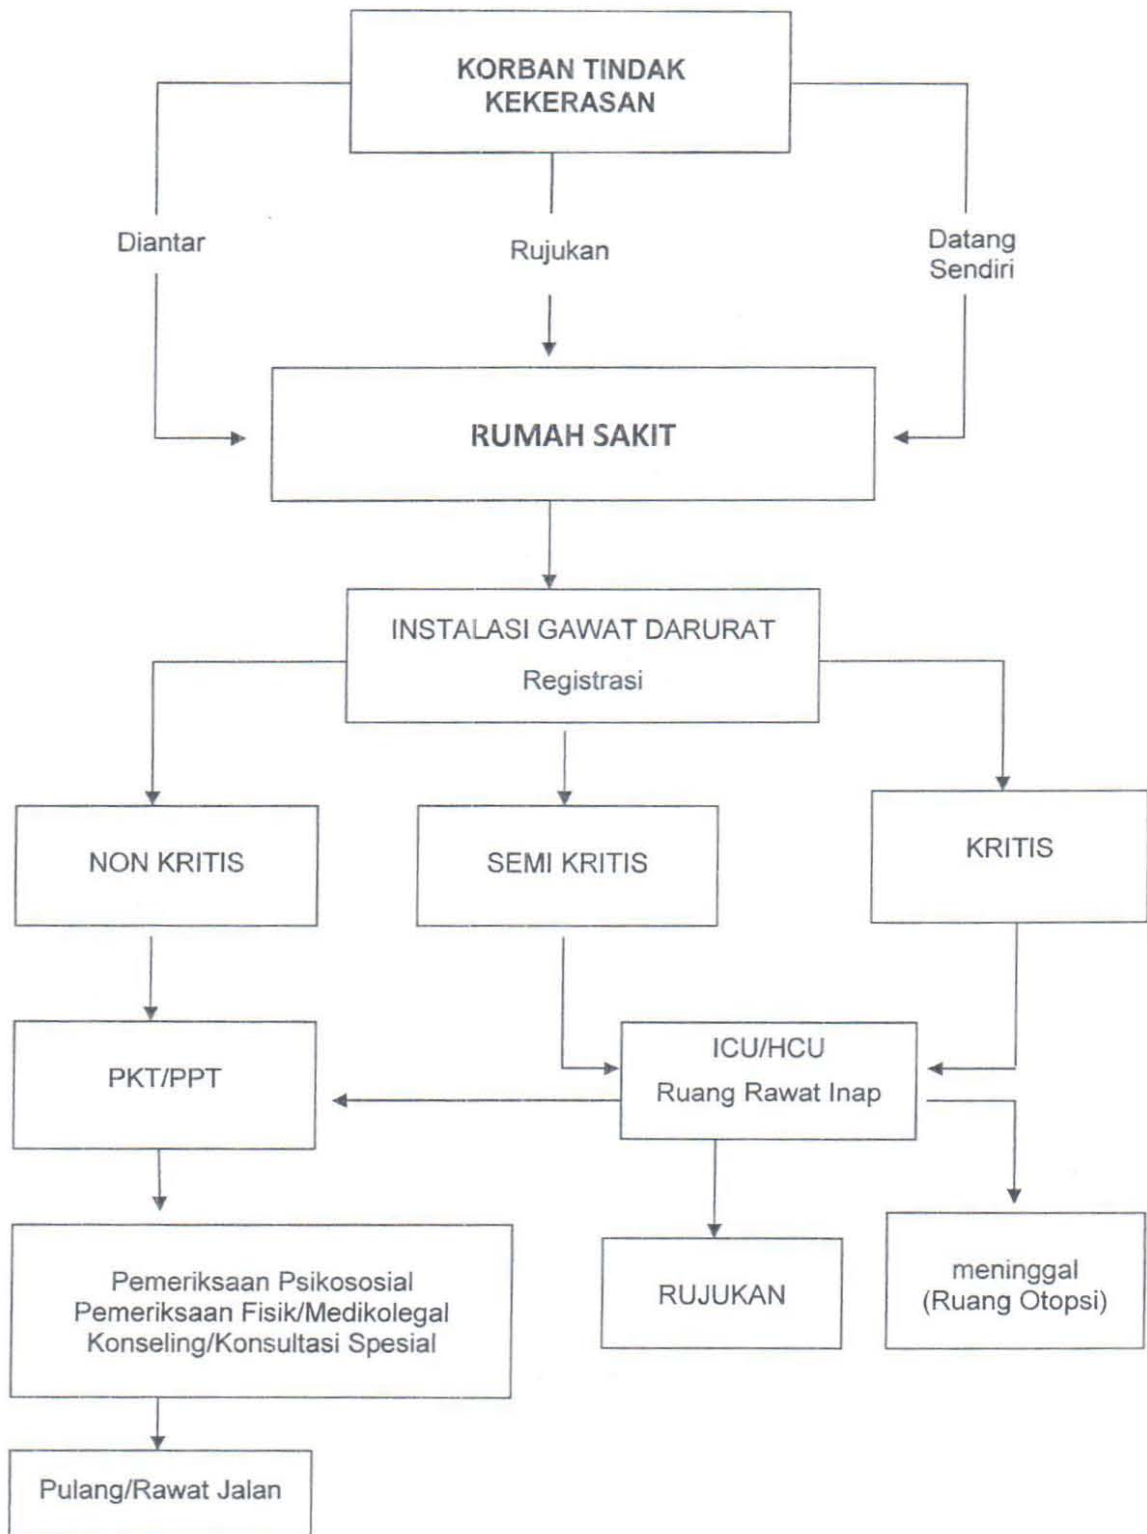 KORBAN TINDAK
KEKERASAN
Diantar
Rujukan
Datang
Sendiri
RUMAH SAKIT
INSTALASI GAWAT DARURAT
Registrasi
NON KRITIS
SEMI KRITIS
KRITIS
PKT/PPT
ICU/HCU
Ruang Rawat Inap
Pemeriksaan Psikososial
Pemeriksaan Fisik/Medikolegal
Konseling/Konsultasi Spesial
RUJUKAN
meninggal
(Ruang Otopsi)
Pulang/Rawat Jalan